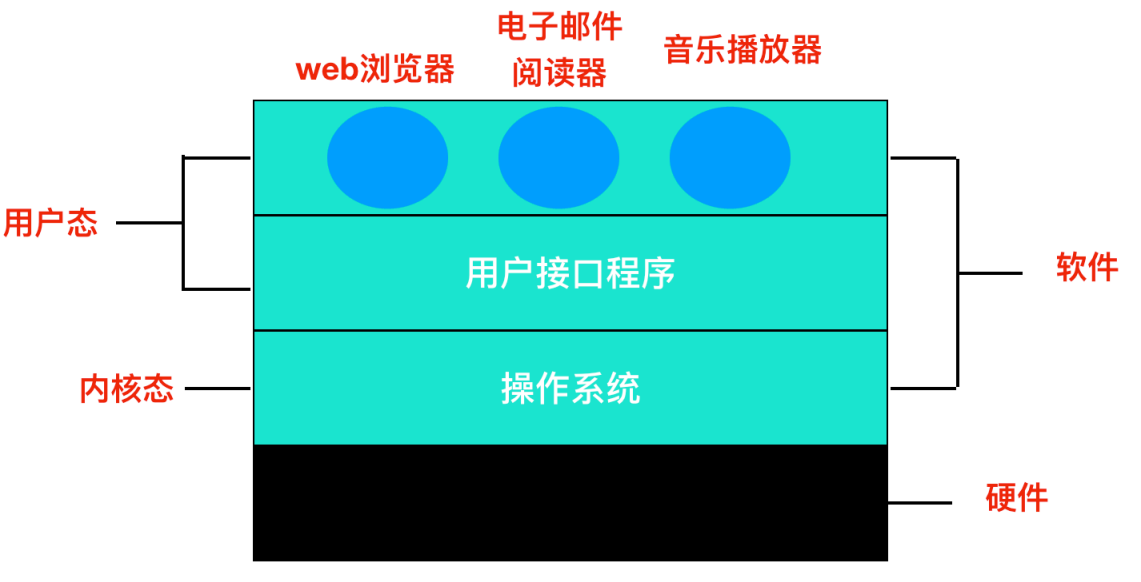 web浏览器
电子邮件
阅读器
音乐播放器
用户态
用户接口程序
软件
内核态
操作系统
硬件